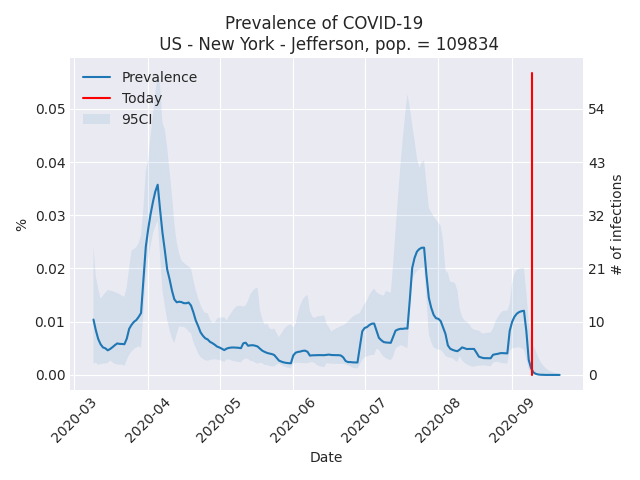 Prevalence of COVID-19
US - New York - Jefferson, pop. = 109834
Prevalence
Today
95CI
0.05
0.04
0.03
0.02
0.01
0.00
%
54
43
32
21
10
0
# of infections
2020-03
2020-04
2020-05
2020-06
2020-07
2020-08
2020-09
Date